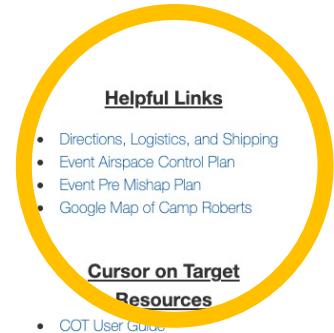 Helpful Links
Directions, Logistics, and Shipping
Event Airspace Control Plan
Event Pre Mishap Plan
Google Map of Camp Roberts
Cursor on Target
Resources
COT User Guide